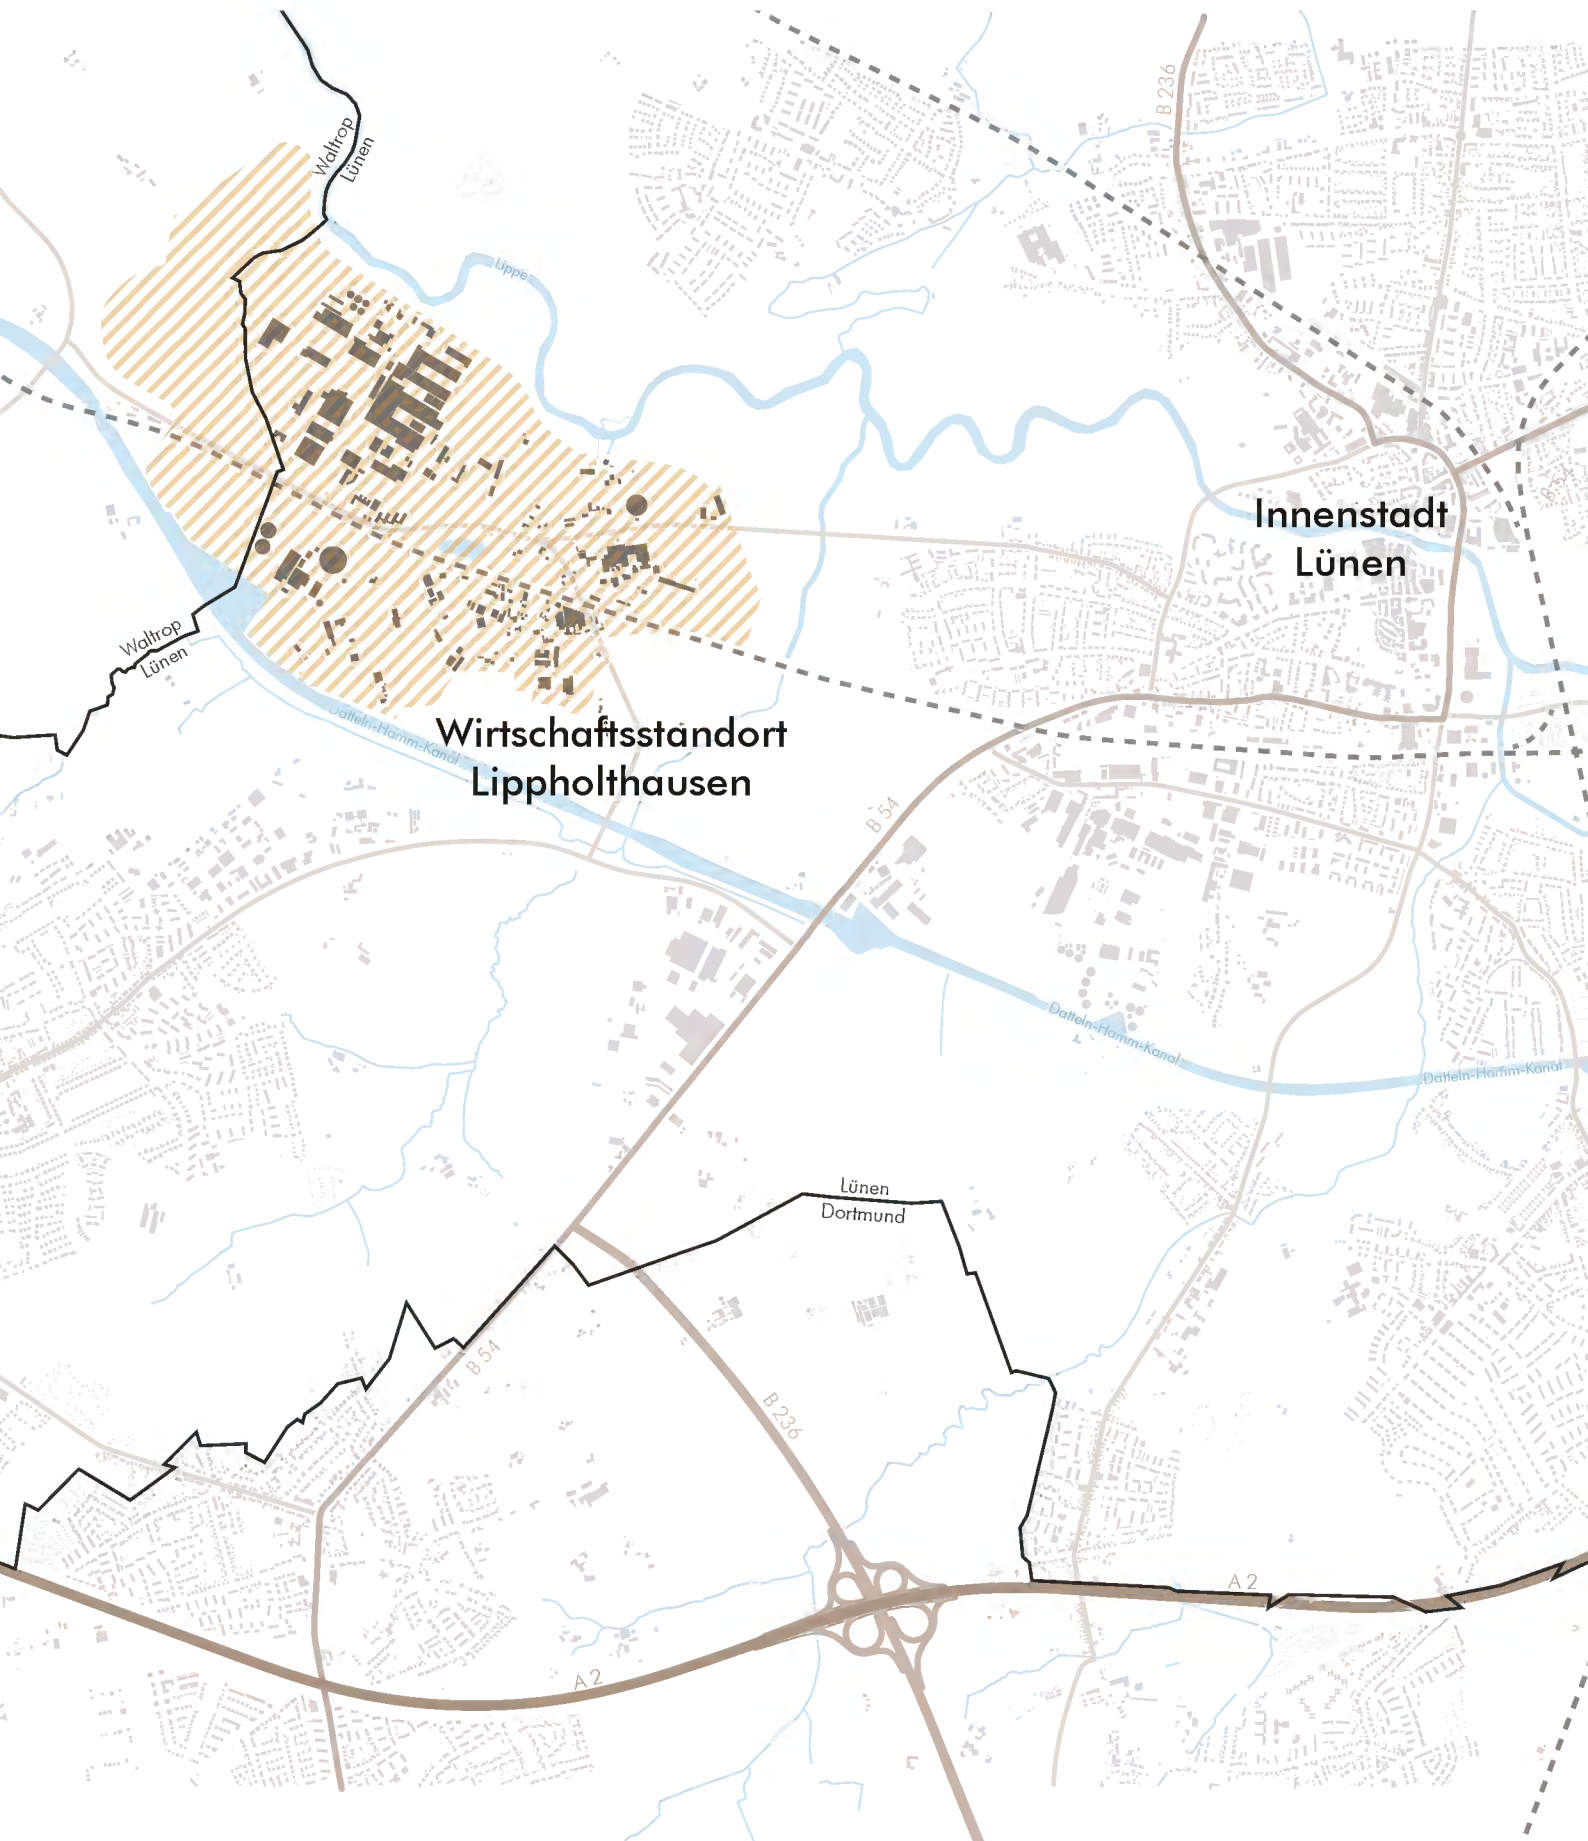 B 236
Waltrop
Lünen
Lippe
B 54
Innenstadt
Lünen
Waltrop
Lünen
Datteln-Hamm-Kanal
Wirtschaftsstandort
Lippholthausen
B 54
Datteln-Hamm-Kanal
Datteln-Hamm-Kanal
Lünen
Dortmund
B 54
B 236
A 2
A 2